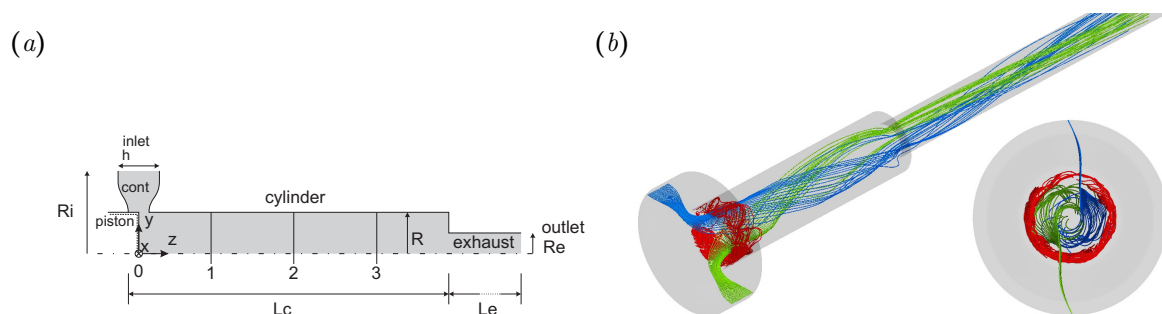 (a)
(b)
inlet
h
cont
Ri
cylinder
piston
y
R
outlet
x
z
exhaust
Re
0
1
2
3
Lc
Le